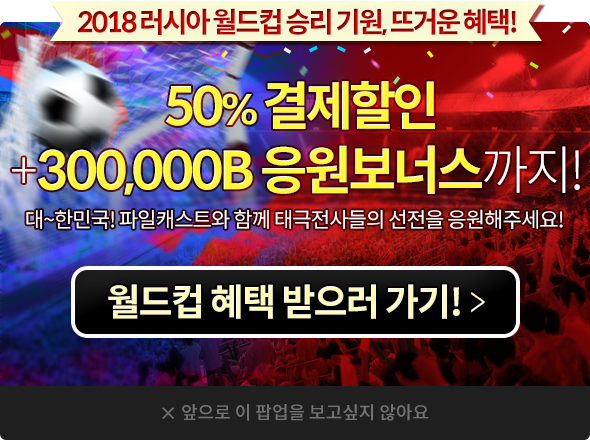 2018 러시아 월드컵 승리 기원, 뜨거운 혜택!
50% 결제할인
+300,000B 응원보너스까지!
대~한민국! 파일캐스트와 함께 태극전사들의 선전을 응원해주세요!
월드컵 혜택 받으러 가기! >
× 앞으로 이 팝업을 보고싶지 않아요